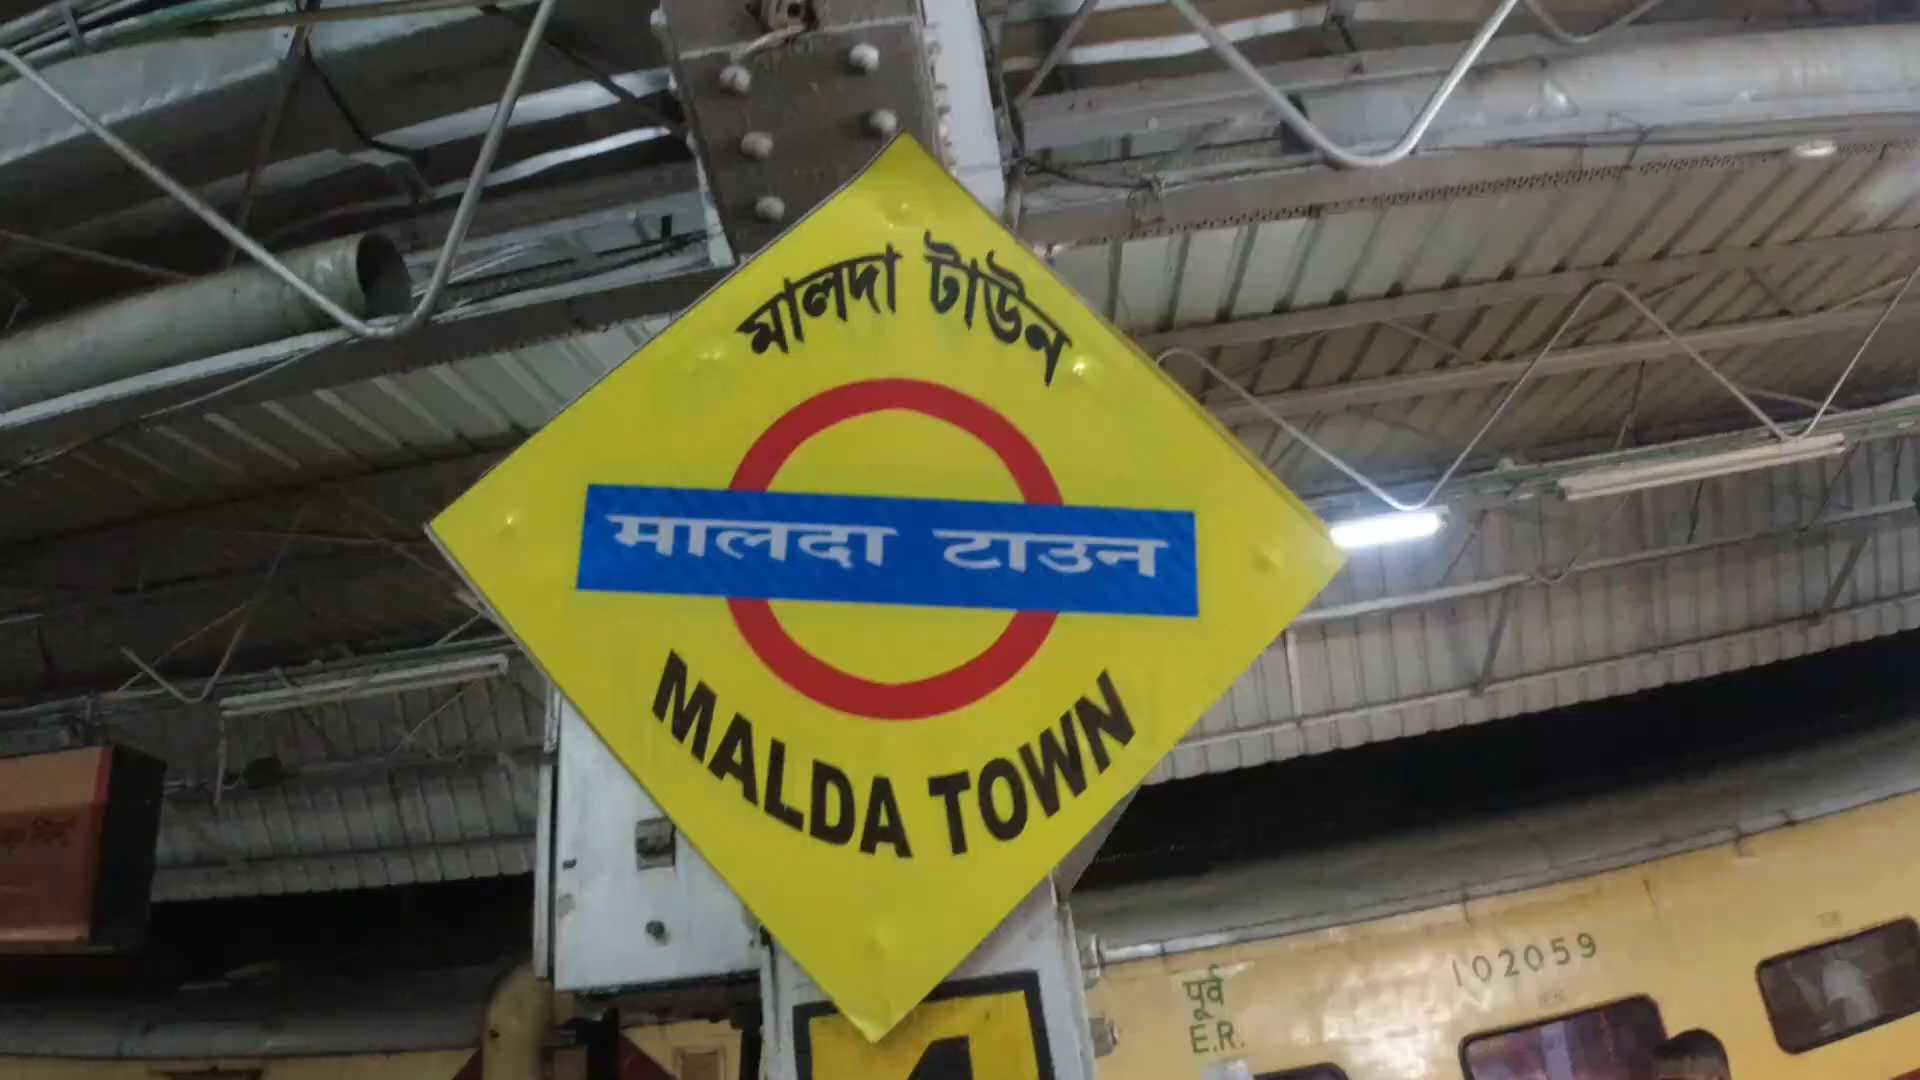 মালদা টাউন
मालदा टाउन
MALDA TOWN
102059
पूर्व
E.R.